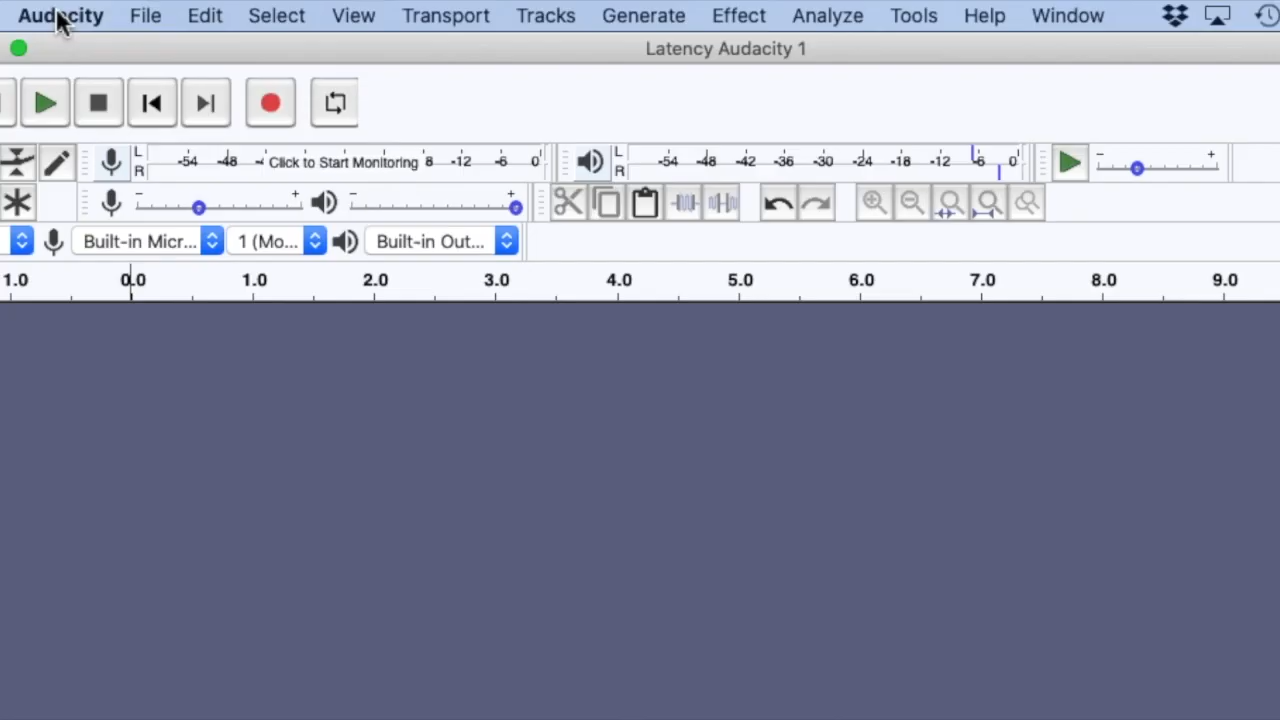 Audacity File Edit Select View Transport Tracks Generate Effect Analyze Tools Help Window
Latency Audacity 1
L -54 -48 Click to Start Monitoring 8 -12 -6 0 L -54 -48 -42 -36 -30 -24 -18 -12 -6 0 - +
R R
- + - +
Built-in Micr... 1 (Mo... Built-in Out...
1.0 0.0 1.0 2.0 3.0 4.0 5.0 6.0 7.0 8.0 9.0